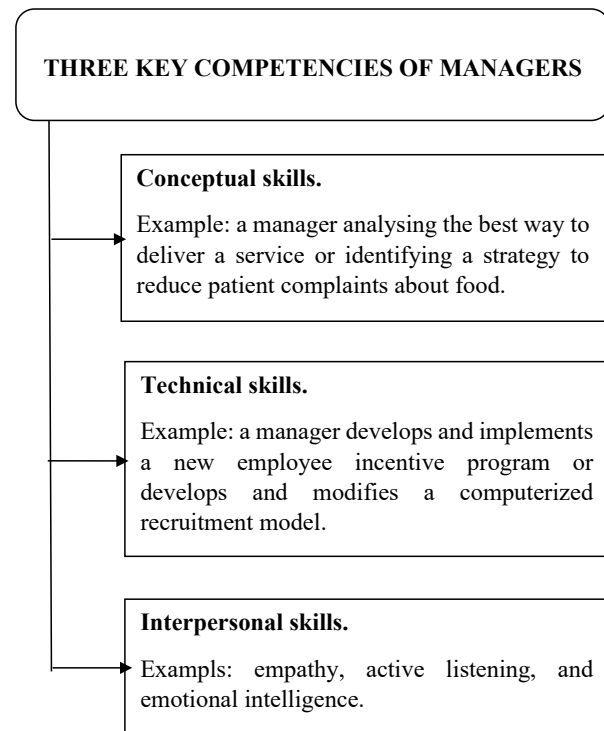 THREE KEY COMPETENCIES OF MANAGERS
Conceptual skills.
Example: a manager analysing the best way to
deliver a service or identifying a strategy to
reduce patient complaints about food.
Technical skills.
Example: a manager develops and implements
a new employee incentive program or
develops and modifies a computerized
recruitment model.
Interpersonal skills.
Exampls: empathy, active listening, and
emotional intelligence.